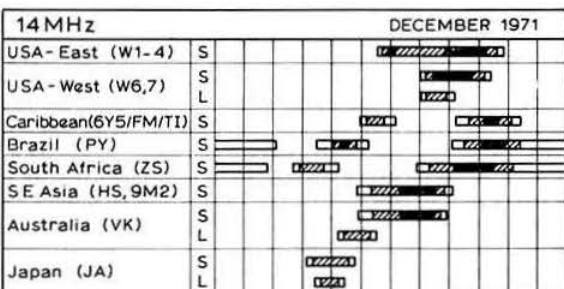 14MHz DECEMBER 1971
USA-East (W1-4) S
USA-West (W6,7) S
L
Caribbean(6Y5/FM/TI) S
Brazil (PY) S
South Africa (ZS) S
S E Asia (HS, 9M2) S
Australia (VK) S
L
Japan (JA) S
L